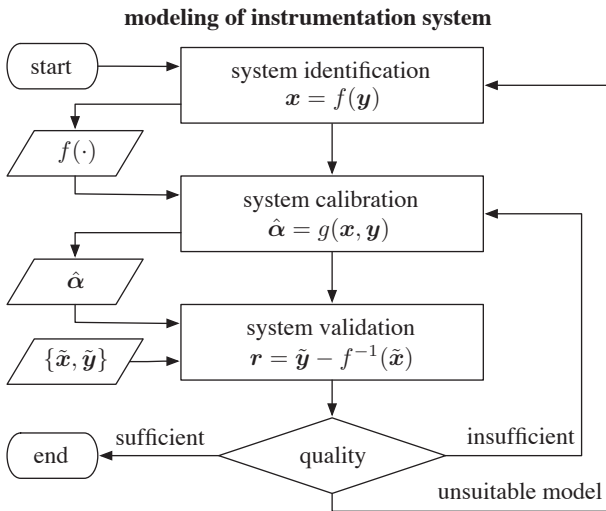 modeling of instrumentation system
start
system identification
x = f(y)
f(·)
system calibration
α̂ = g(x, y)
α̂
system validation
r = ỹ − f⁻¹(x̃)
{x̃, ỹ}
sufficient
insufficient
end
quality
unsuitable model